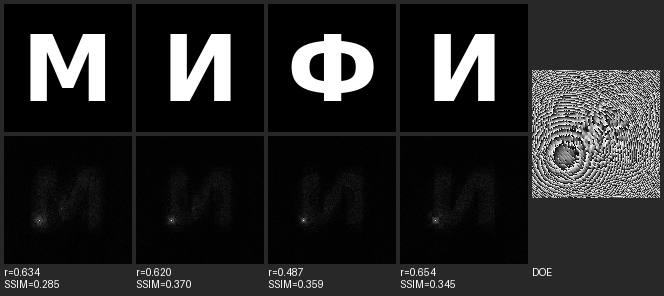 М И Ф И
М И И И
r=0.634 r=0.620 r=0.487 r=0.654 DOE
SSIM=0.285 SSIM=0.370 SSIM=0.359 SSIM=0.345